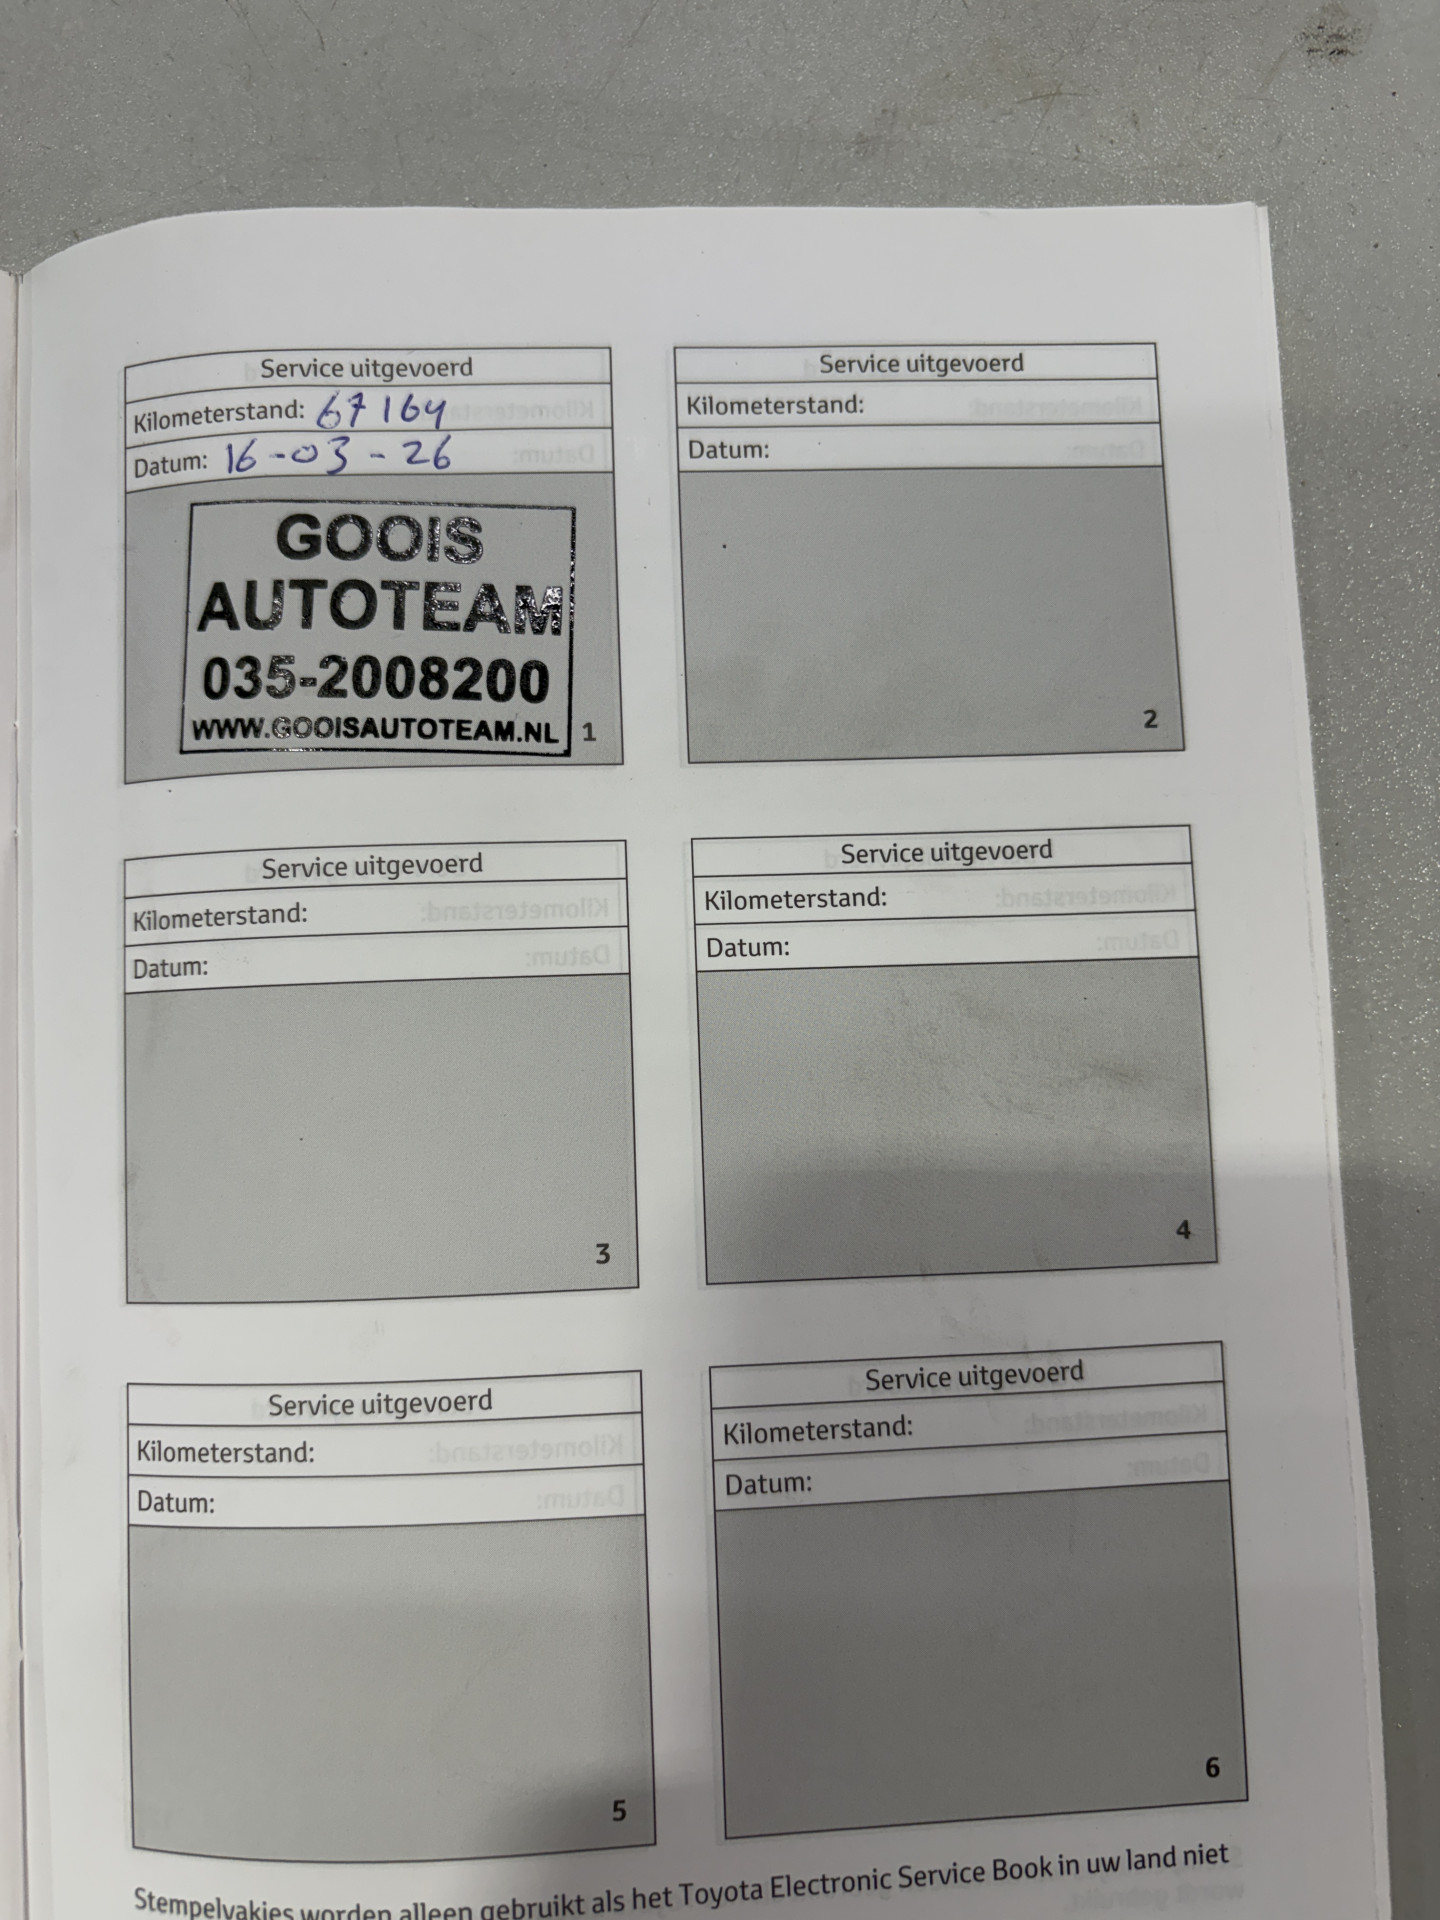 Service uitgevoerd
Kilometerstand: 67164
Datum: 16-03-26
GOOIS
AUTOTEAM
035-2008200
WWW.GOOISAUTOTEAM.NL
1
Service uitgevoerd
Kilometerstand:
Datum:
2
Service uitgevoerd
Kilometerstand:
Datum:
3
Service uitgevoerd
Kilometerstand:
Datum:
4
Service uitgevoerd
Kilometerstand:
Datum:
5
Service uitgevoerd
Kilometerstand:
Datum:
6
Stempelvakjes worden alleen gebruikt als het Toyota Electronic Service Book in uw land niet